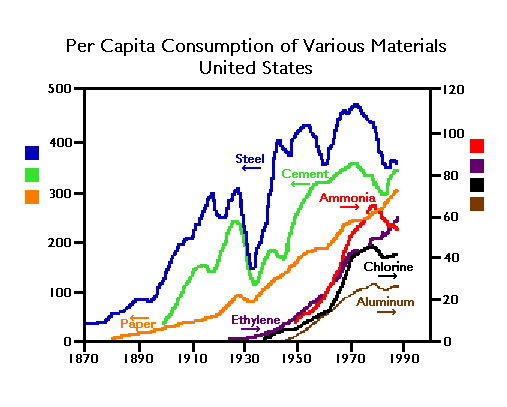 Per Capita Consumption of Various Materials
United States
500
400
300
200
100
0
120
100
80
60
40
20
0
Steel
Cement
Ammonia
Chlorine
Aluminum
Ethylene
Paper
1870
1890
1910
1930
1950
1970
1990